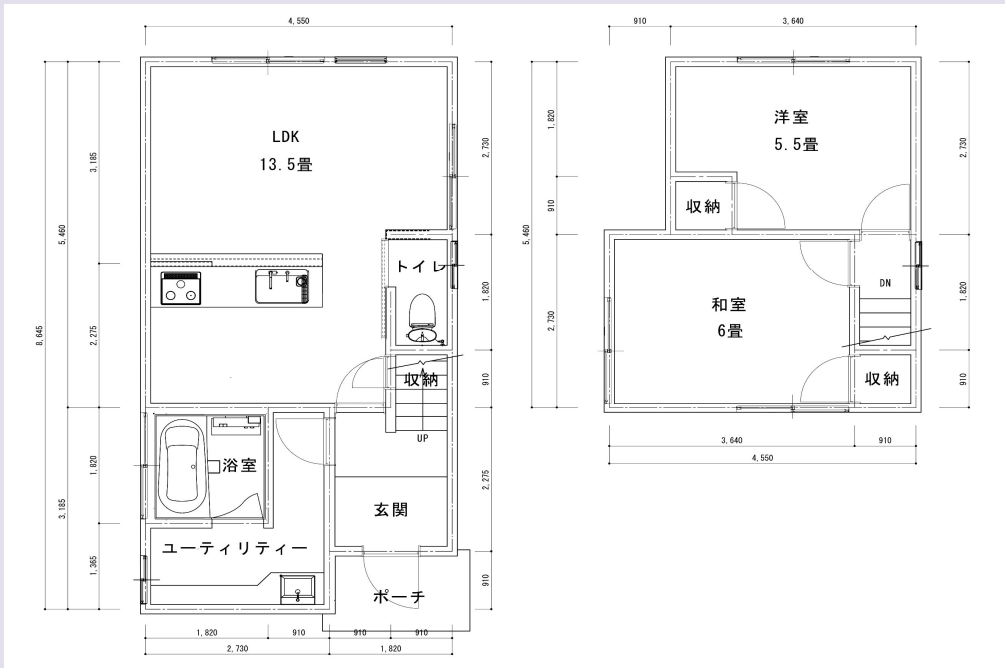 4,550
LDK
13.5畳
トイレ
収納
UP
浴室
玄関
ユーティリティー
ポーチ
8,645
5,460
3,185
3,185
2,275
1,820
1,365
2,730
1,820
910
2,275
910
1,820
910
910
910
2,730
1,820
910
3,640
洋室
5.5畳
収納
和室
6畳
DN
収納
5,460
1,820
910
2,730
2,730
1,820
910
3,640
910
4,550